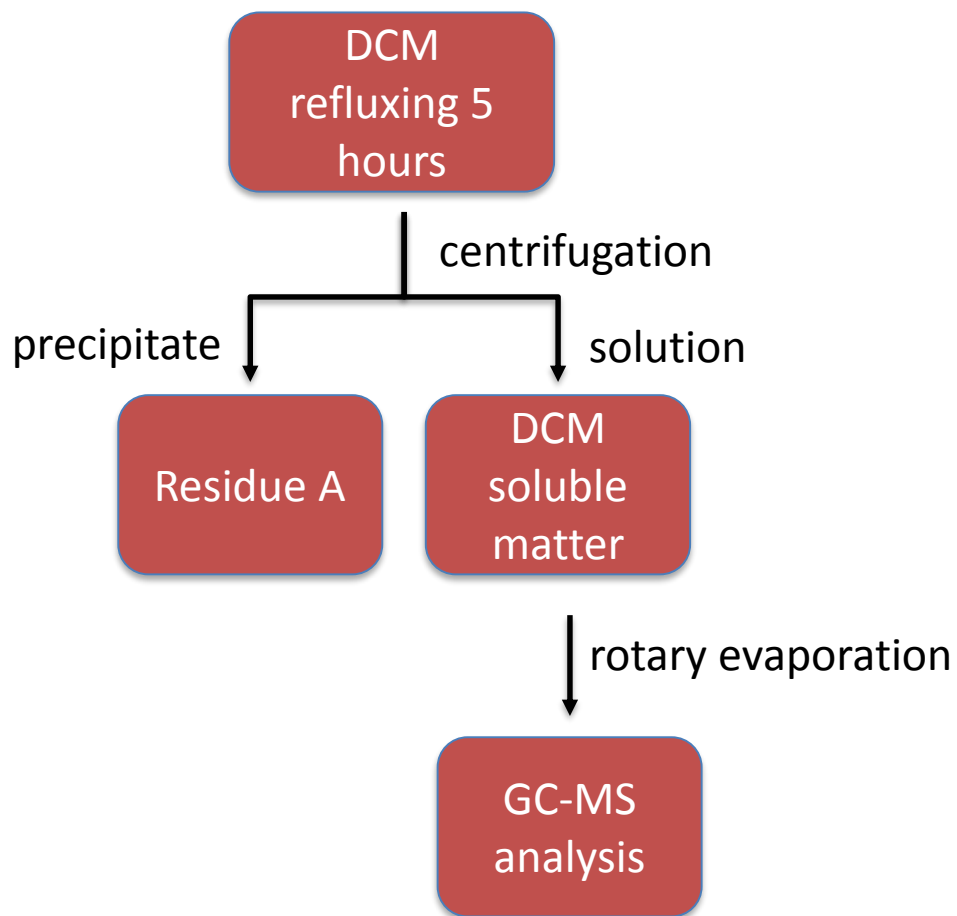 DCM
refluxing 5
hours
centrifugation
precipitate
solution
Residue A
DCM
soluble
matter
rotary evaporation
GC-MS
analysis